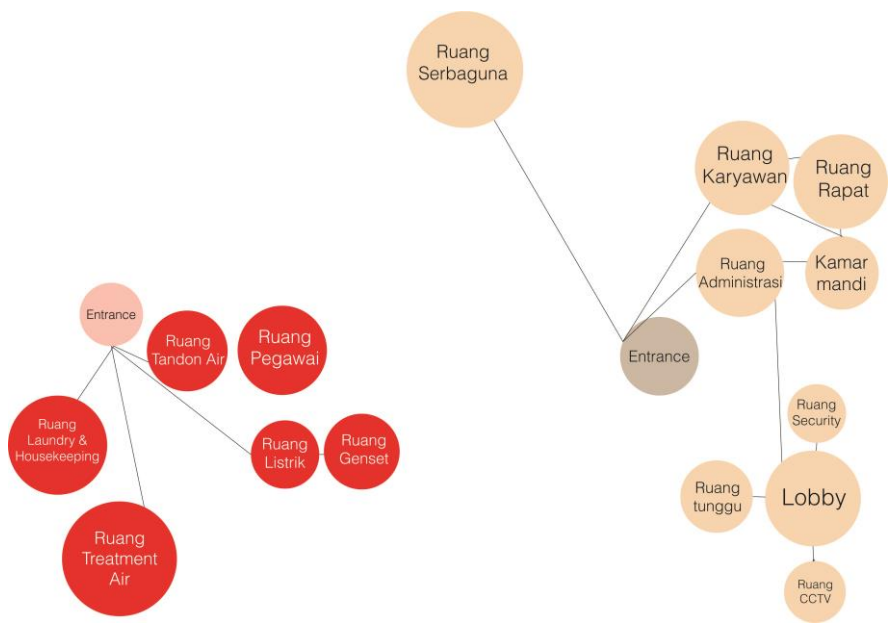 Ruang
Serbaguna
Ruang
Karyawan
Ruang
Rapat
Ruang
Administrasi
Kamar
mandi
Entrance
Ruang
Security
Ruang
tunggu
Lobby
Ruang
CCTV
Entrance
Ruang
Tandon Air
Ruang
Pegawai
Ruang
Laundry &
Housekeeping
Ruang
Listrik
Ruang
Genset
Ruang
Treatment
Air